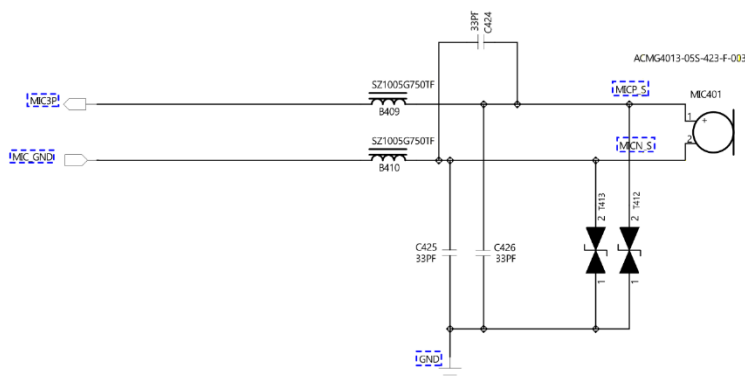 33PF
C424
ACMG4013-05S-423-F-003
SZ1005G750TF
MIC3P
B409
MICP_S
MIC401
1
+
2
SZ1005G750TF
MIC_GND
B410
MICN_S
2
T413
2
T412
C425
33PF
C426
33PF
1
1
GND